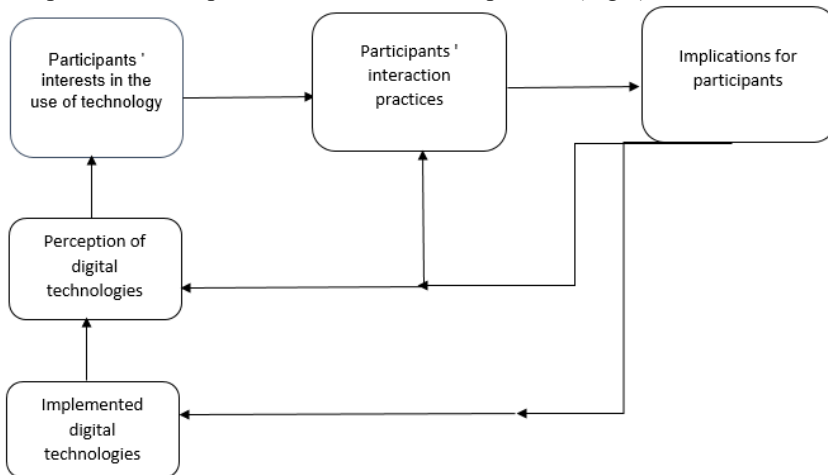 Participants '
interests in the
use of technology
Participants '
interaction
practices
Implications for
participants
Perception of
digital
technologies
Implemented
digital
technologies